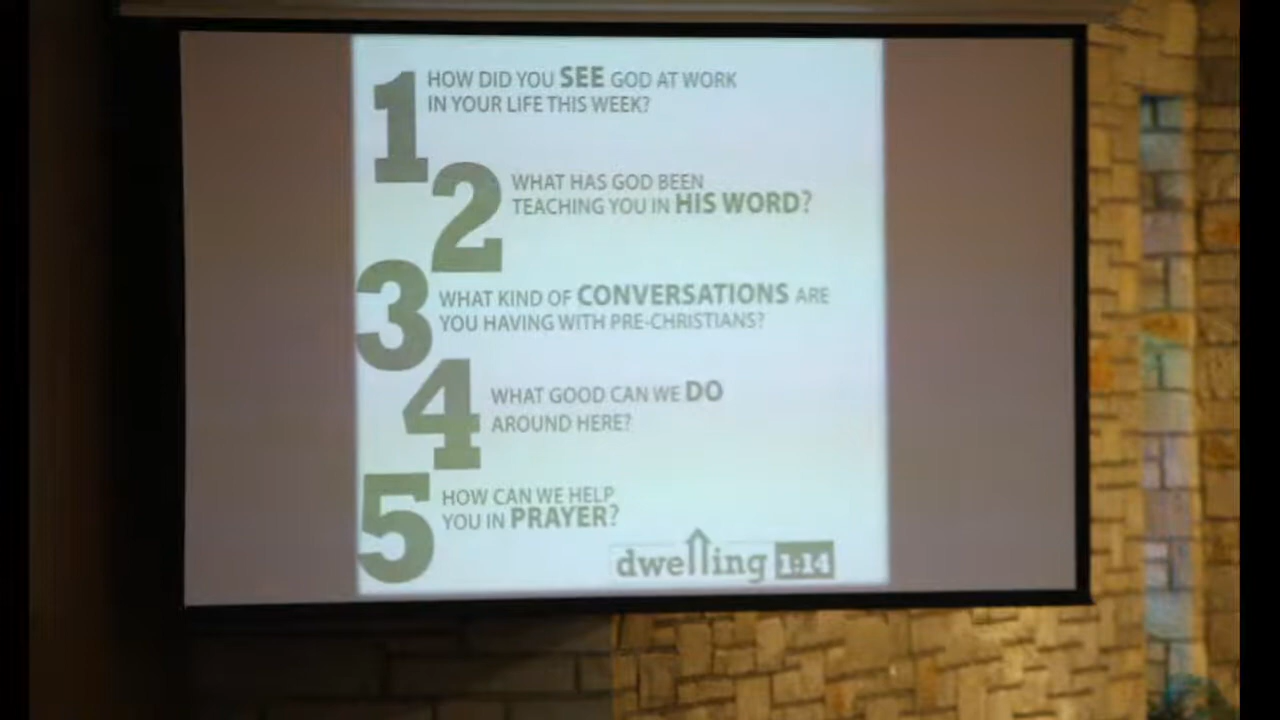 1
HOW DID YOU SEE GOD AT WORK
IN YOUR LIFE THIS WEEK?
2
WHAT HAS GOD BEEN
TEACHING YOU IN HIS WORD?
3
WHAT KIND OF CONVERSATIONS ARE
YOU HAVING WITH PRE-CHRISTIANS?
4
WHAT GOOD CAN WE DO
AROUND HERE?
5
HOW CAN WE HELP
YOU IN PRAYER?
dwelling 1:14